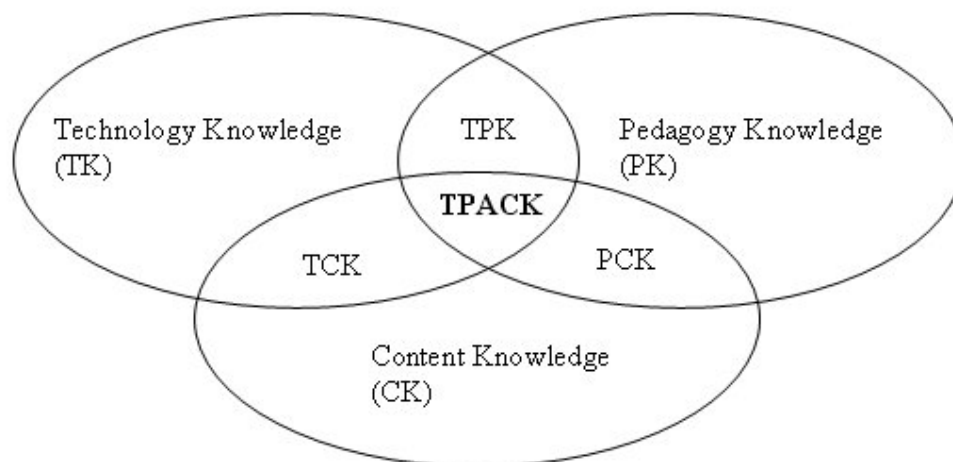 Technology Knowledge
(TK)
TPK
Pedagogy Knowledge
(PK)
TPACK
TCK
PCK
Content Knowledge
(CK)